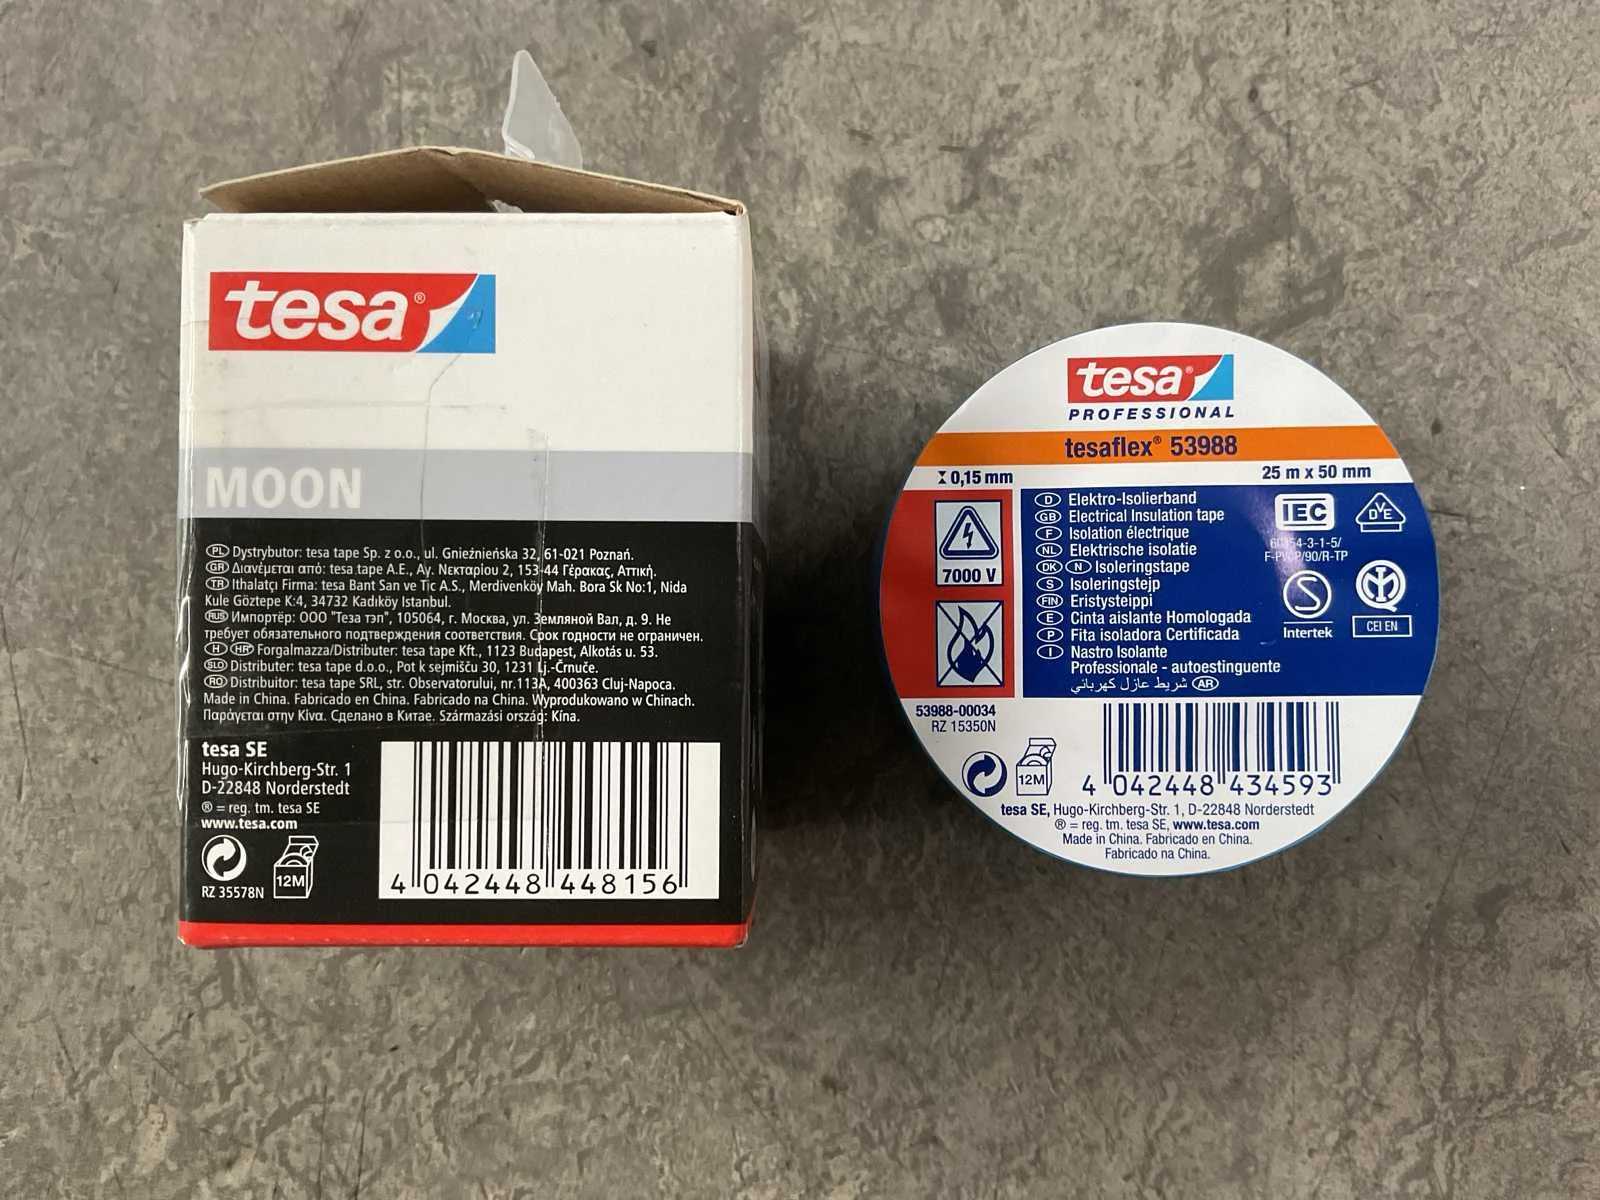 tesa®
MOON
PL Dystrybutor: tesa tape Sp. z o.o., ul. Gnieźnieńska 32, 61-021 Poznań.
GR Διανέμεται από: tesa tape A.E., Αγ. Νεκταρίου 2, 153 44 Γέρακας, Αττική.
TR Ithalatçı Firma: tesa Bant San ve Tic A.S., Merdivenköy Mah. Bora Sk No:1, Nida
Kule Göztepe K:4, 34732 Kadıköy Istanbul.
RUS Импортёр: ООО "Теза тэп", 105064, г. Москва, ул. Земляной Вал, д. 9. Не
требует обязательного подтверждения соответствия. Срок годности не ограничен.
H HR Forgalmazza/Distributer: tesa tape Kft., 1123 Budapest, Alkotás u. 53.
SLO Distributer: tesa tape d.o.o., Pot k sejmišču 30, 1231 Lj.-Črnuče.
RO Distribuitor: tesa tape SRL, str. Observatorului, nr.113A, 400363 Cluj-Napoca.
Made in China. Fabricado en China. Fabricado na China. Wyprodukowano w Chinach.
Παράγεται στην Κίνα. Сделано в Китае. Származási ország: Kína.
tesa SE
Hugo-Kirchberg-Str. 1
D-22848 Norderstedt
® = reg. tm. tesa SE
www.tesa.com
12M
RZ 35578N
4 042448 448156
tesa®
PROFESSIONAL
tesaflex® 53988
0,15 mm
25 m x 50 mm
7000 V
D Elektro-Isolierband
GB Electrical Insulation tape
F Isolation électrique
NL Elektrische isolatie
DK N Isoleringstape
S Isoleringstejp
FIN Eristysteippi
E Cinta aislante Homologada
P Fita isoladora Certificada
I Nastro Isolante
Professionale - autoestinguente
شريط عازل كهربائي AR
IEC
60454-3-1-5/
F-PVCP/90/R-TP
DVE
S
Intertek
CEI EN
53988-00034
RZ 15350N
12M
4 042448 434593
tesa SE, Hugo-Kirchberg-Str. 1, D-22848 Norderstedt
® = reg. tm. tesa SE, www.tesa.com
Made in China. Fabricado en China.
Fabricado na China.